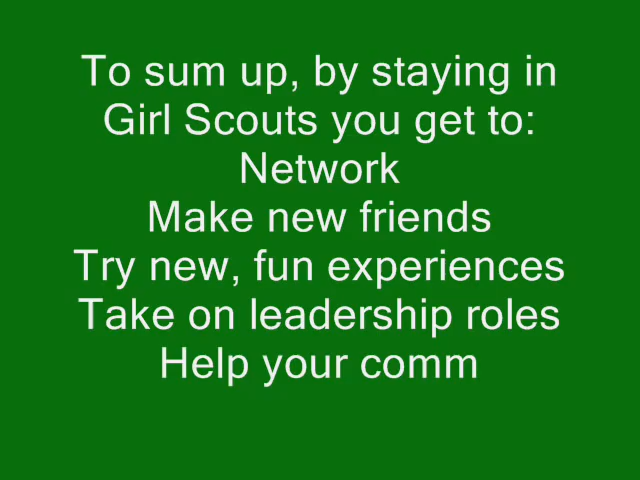 To sum up, by staying in
Girl Scouts you get to:
Network
Make new friends
Try new, fun experiences
Take on leadership roles
Help your comm